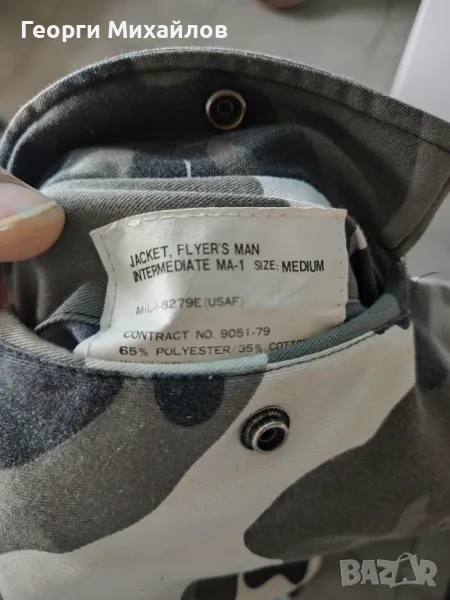 Георги Михайлов
JACKET, FLYER'S MAN
INTERMEDIATE MA-1 SIZE: MEDIUM
MIL-J-8279E (USAF)
CONTRACT NO. 9051-79
65% POLYESTER/35% COTTON
BAZAR